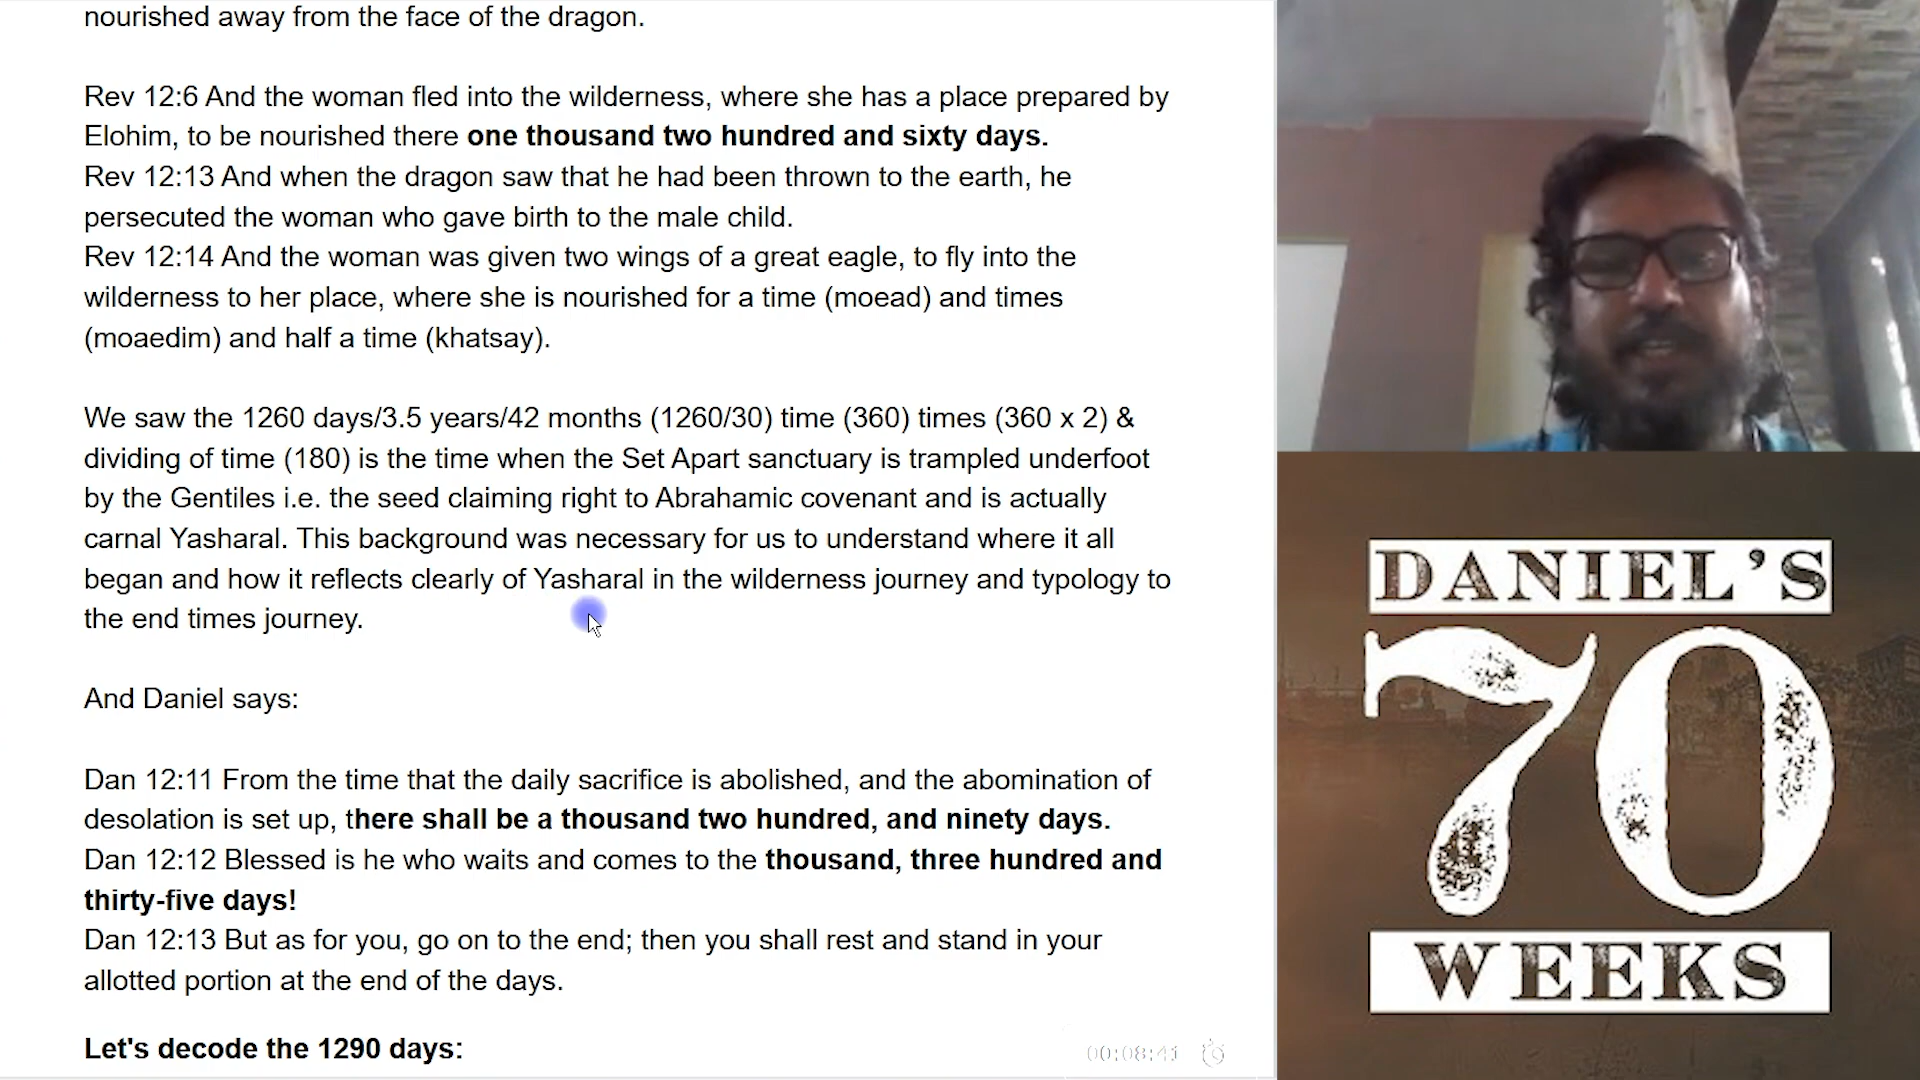 nourished away from the face of the dragon.
Rev 12:6 And the woman fled into the wilderness, where she has a place prepared by
Elohim, to be nourished there one thousand two hundred and sixty days.
Rev 12:13 And when the dragon saw that he had been thrown to the earth, he
persecuted the woman who gave birth to the male child.
Rev 12:14 And the woman was given two wings of a great eagle, to fly into the
wilderness to her place, where she is nourished for a time (moead) and times
(moaedim) and half a time (khatsay).
We saw the 1260 days/3.5 years/42 months (1260/30) time (360) times (360 x 2) &
dividing of time (180) is the time when the Set Apart sanctuary is trampled underfoot
by the Gentiles i.e. the seed claiming right to Abrahamic covenant and is actually
carnal Yasharal. This background was necessary for us to understand where it all
began and how it reflects clearly of Yasharal in the wilderness journey and typology to
the end times journey.
And Daniel says:
Dan 12:11 From the time that the daily sacrifice is abolished, and the abomination of
desolation is set up, there shall be a thousand two hundred, and ninety days.
Dan 12:12 Blessed is he who waits and comes to the thousand, three hundred and
thirty-five days!
Dan 12:13 But as for you, go on to the end; then you shall rest and stand in your
allotted portion at the end of the days.
Let's decode the 1290 days:
00:08:41
DANIEL'S
70
WEEKS